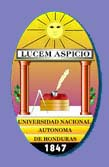 LUCEM ASPICIO
UNIVERSIDAD NACIONAL
AUTONOMA
DE HONDURAS
1847